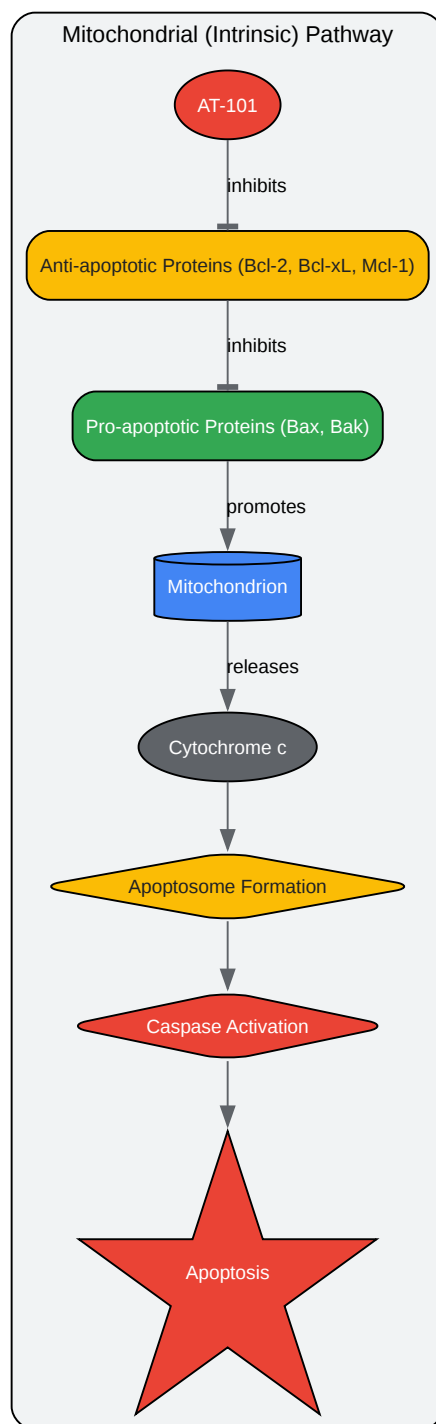 Mitochondrial (Intrinsic) Pathway
AT-101
inhibits
Anti-apoptotic Proteins (Bcl-2, Bcl-xL, Mcl-1)
inhibits
Pro-apoptotic Proteins (Bax, Bak)
promotes
Mitochondrion
releases
Cytochrome c
Apoptosome Formation
Caspase Activation
Apoptosis